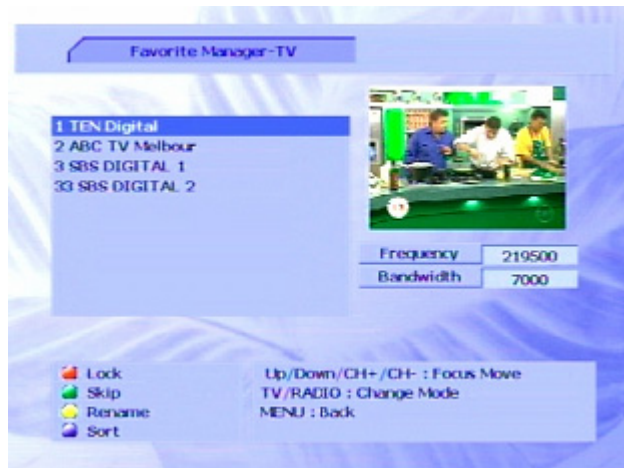 Favorite Manager-TV
1 TEN Digital
2 ABC TV Melbour
3 SBS DIGITAL 1
33 SBS DIGITAL 2
Frequency 219500
Bandwidth 7000
Lock
Skip
Rename
Sort
Up/Down/CH+/CH- : Focus Move
TV/RADIO : Change Mode
MENU : Back